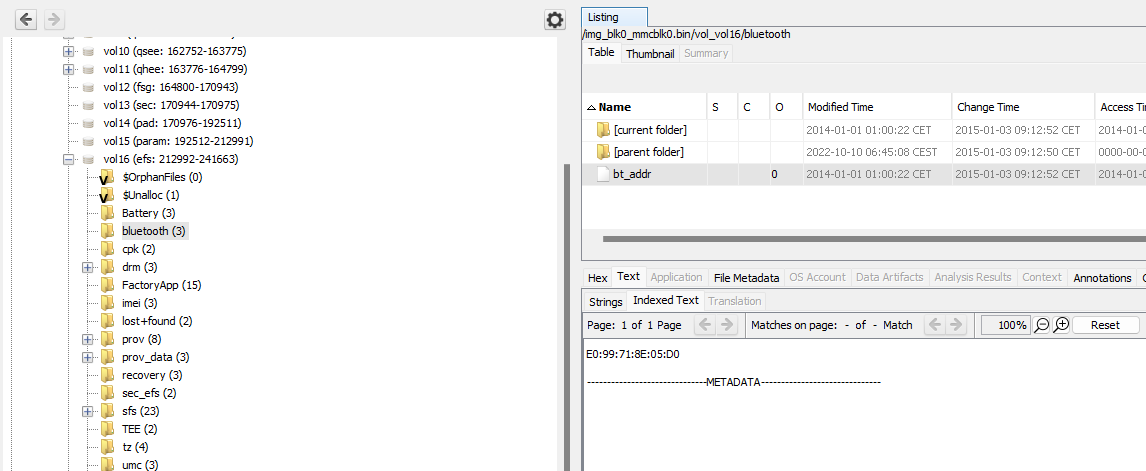 vol10 (qsee: 162752-163775)
vol11 (qhee: 163776-164799)
vol12 (fsg: 164800-170943)
vol13 (sec: 170944-170975)
vol14 (pad: 170976-192511)
vol15 (param: 192512-212991)
vol16 (efs: 212992-241663)
$OrphanFiles (0)
$Unalloc (1)
Battery (3)
bluetooth (3)
cpk (2)
drm (3)
FactoryApp (15)
imei (3)
lost+found (2)
prov (8)
prov_data (3)
recovery (3)
sec_efs (2)
sfs (23)
TEE (2)
tz (4)
umc (3)
Listing
/img_blk0_mmcblk0.bin/vol_vol16/bluetooth
Table Thumbnail Summary
Name S C O Modified Time Change Time Access Time
[current folder] 2014-01-01 01:00:22 CET 2015-01-03 09:12:52 CET 2014-01-0
[parent folder] 2022-10-10 06:45:08 CEST 2015-01-03 09:12:50 CET 0000-00-0
bt_addr 0 2014-01-01 01:00:22 CET 2015-01-03 09:12:52 CET 2014-01-0
Hex Text Application File Metadata OS Account Data Artifacts Analysis Results Context Annotations
Strings Indexed Text Translation
Page: 1 of 1 Page Matches on page: - of - Match 100% Reset
E0:99:71:8E:05:D0
------------------------------METADATA------------------------------